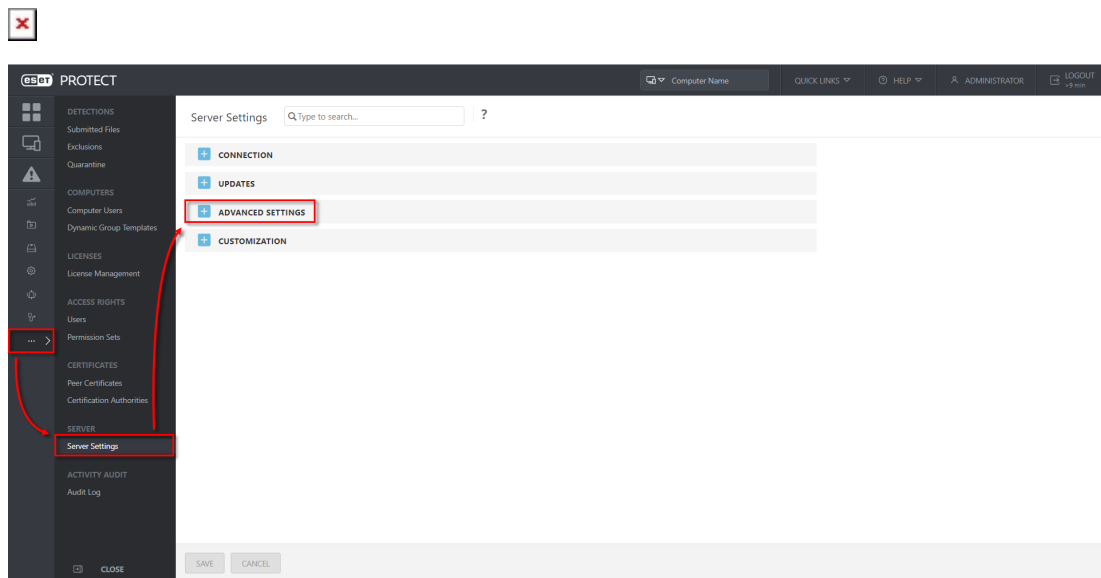 eset PROTECT
Computer Name
QUICK LINKS
HELP
ADMINISTRATOR
LOGOUT
>9 min
DETECTIONS
Submitted Files
Exclusions
Quarantine
COMPUTERS
Computer Users
Dynamic Group Templates
LICENSES
License Management
ACCESS RIGHTS
Users
Permission Sets
CERTIFICATES
Peer Certificates
Certification Authorities
SERVER
Server Settings
ACTIVITY AUDIT
Audit Log
CLOSE
Server Settings
Type to search...
?
CONNECTION
UPDATES
ADVANCED SETTINGS
CUSTOMIZATION
SAVE
CANCEL